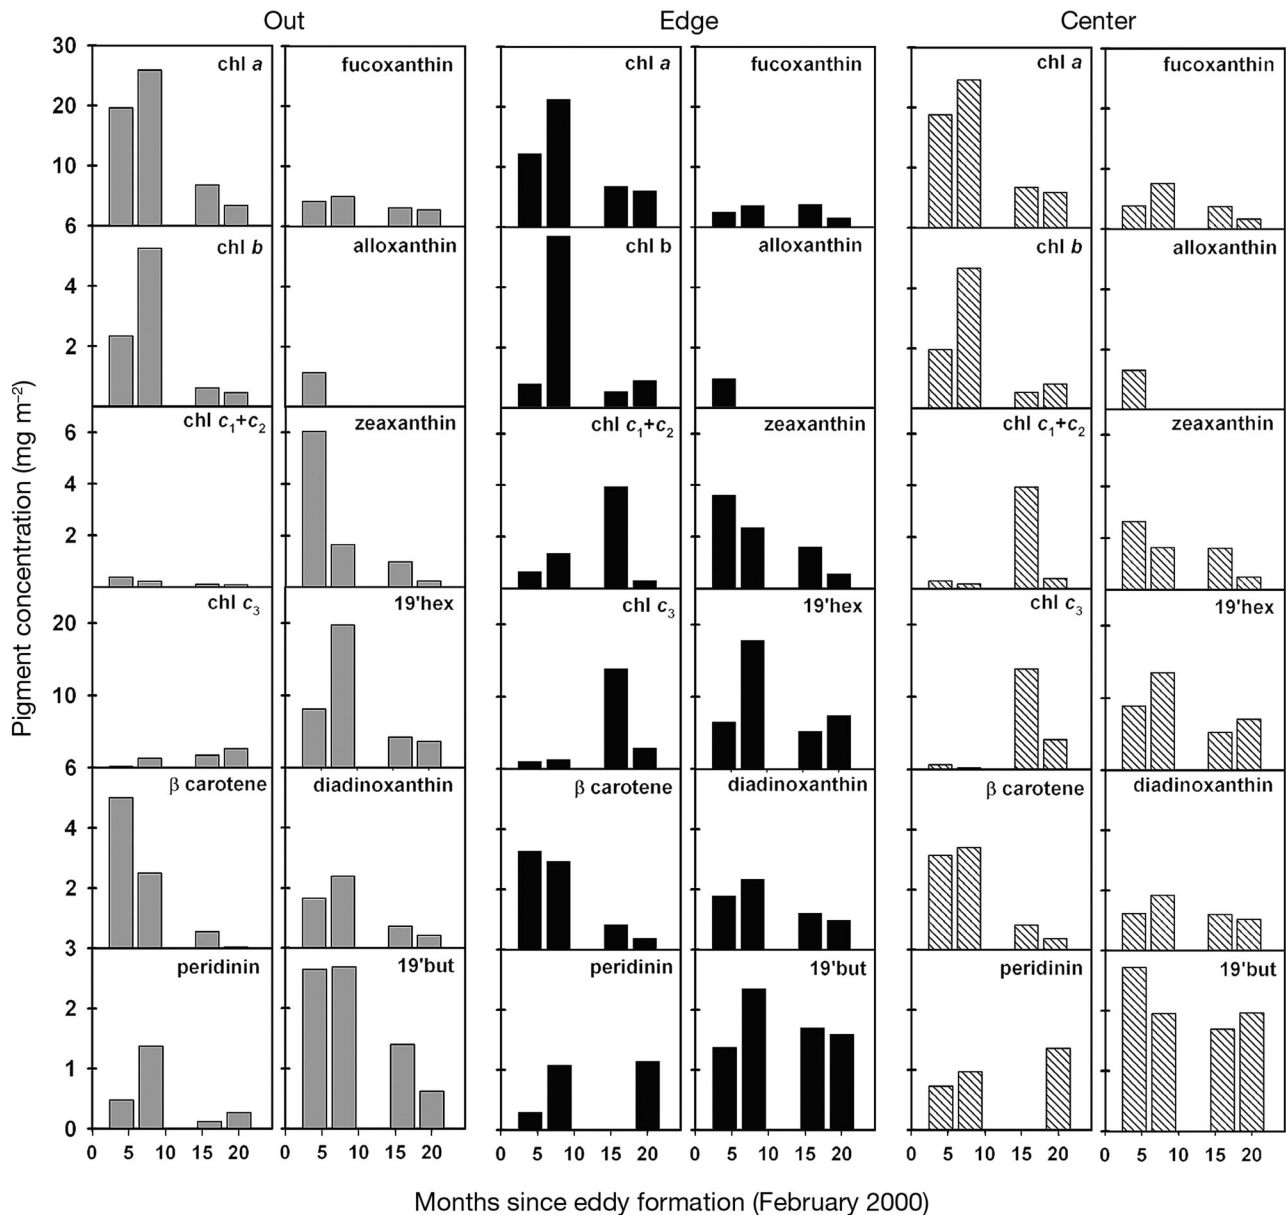 Out Edge Center
30 chl a fucoxanthin chl a fucoxanthin chl a fucoxanthin
20
10
6
chl b alloxanthin chl b alloxanthin chl b alloxanthin
4
2
6 chl c1+c2 zeaxanthin chl c1+c2 zeaxanthin chl c1+c2 zeaxanthin
4
2
chl c3 19'hex chl c3 19'hex chl c3 19'hex
20
10
6
β carotene diadinoxanthin β carotene diadinoxanthin β carotene diadinoxanthin
4
2
3
peridinin 19'but peridinin 19'but peridinin 19'but
2
1
0
0 5 10 15 20 0 5 10 15 20 0 5 10 15 20 0 5 10 15 20 0 5 10 15 20 0 5 10 15 20
Pigment concentration (mg m−2)
Months since eddy formation (February 2000)